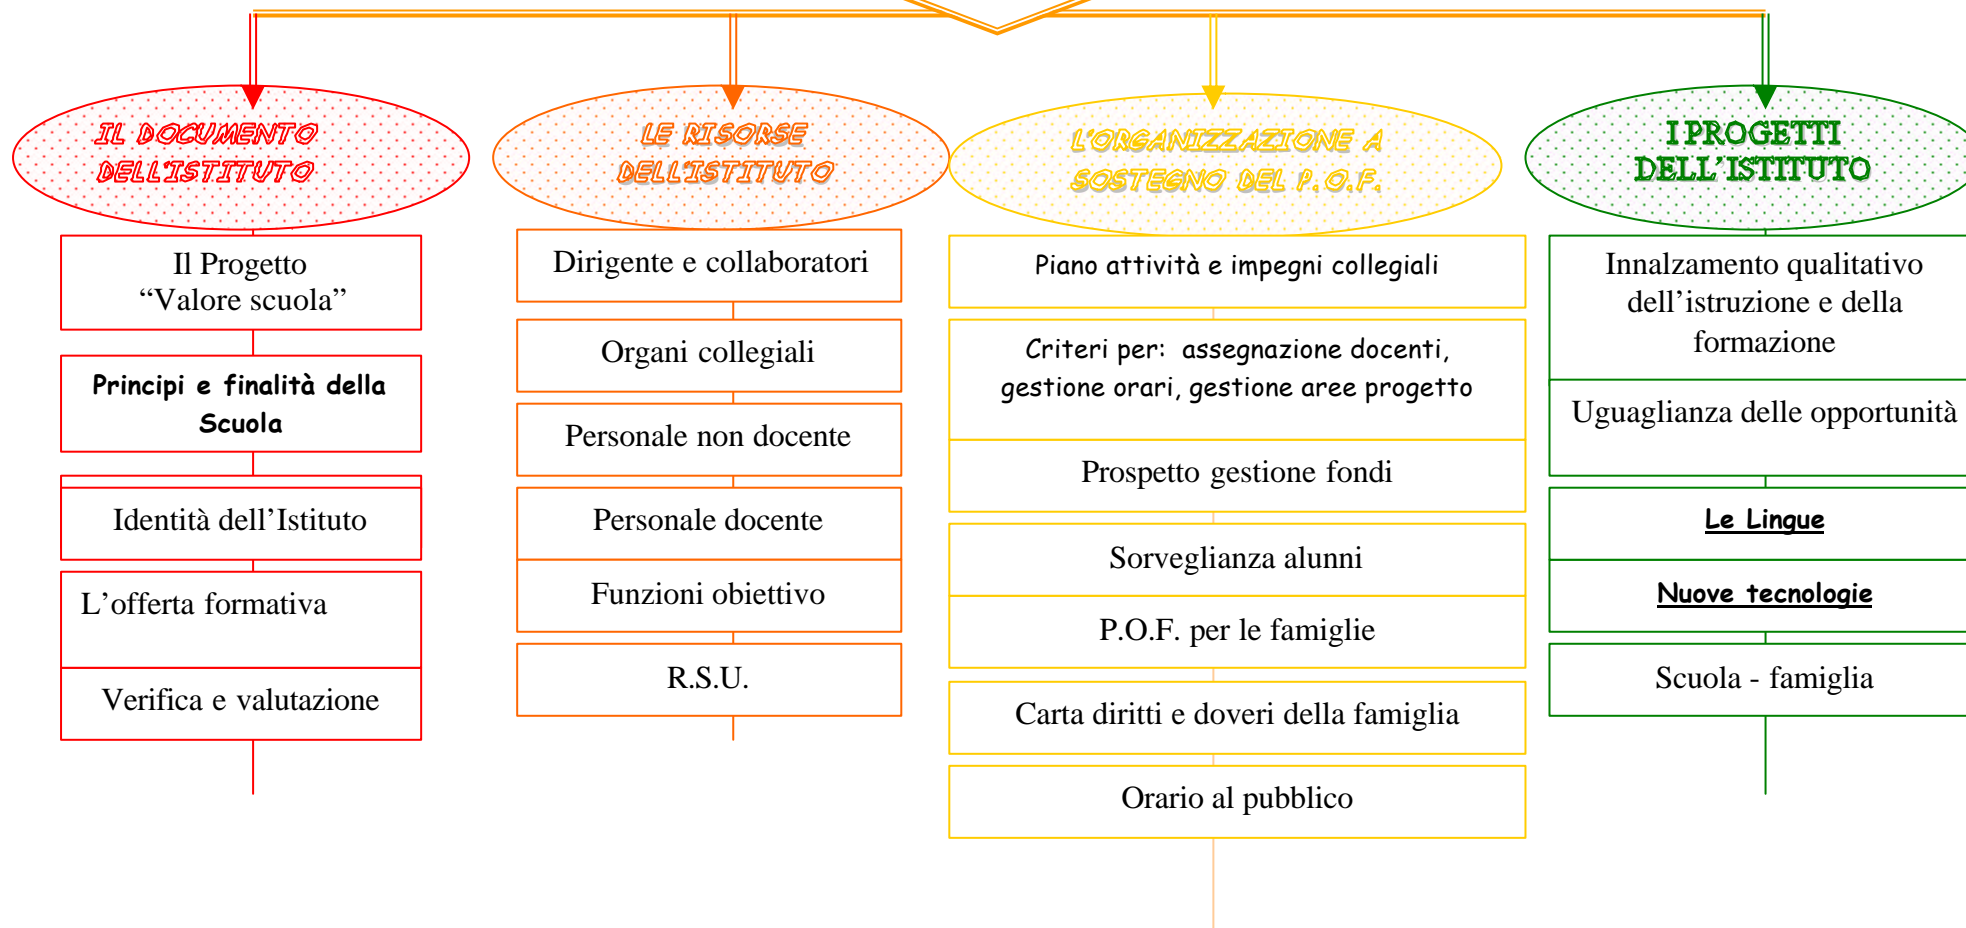 IL DOCUMENTO
DELL'ISTITUTO
Il Progetto
“Valore scuola”
Principi e finalità della
Scuola
Identità dell’Istituto
L’offerta formativa
Verifica e valutazione
LE RISORSE
DELL'ISTITUTO
Dirigente e collaboratori
Organi collegiali
Personale non docente
Personale docente
Funzioni obiettivo
R.S.U.
L'ORGANIZZAZIONE A
SOSTEGNO DEL P.O.F.
Piano attività e impegni collegiali
Criteri per: assegnazione docenti,
gestione orari, gestione aree progetto
Prospetto gestione fondi
Sorveglianza alunni
P.O.F. per le famiglie
Carta diritti e doveri della famiglia
Orario al pubblico
I PROGETTI
DELL’ISTITUTO
Innalzamento qualitativo
dell’istruzione e della
formazione
Uguaglianza delle opportunità
Le Lingue
Nuove tecnologie
Scuola - famiglia